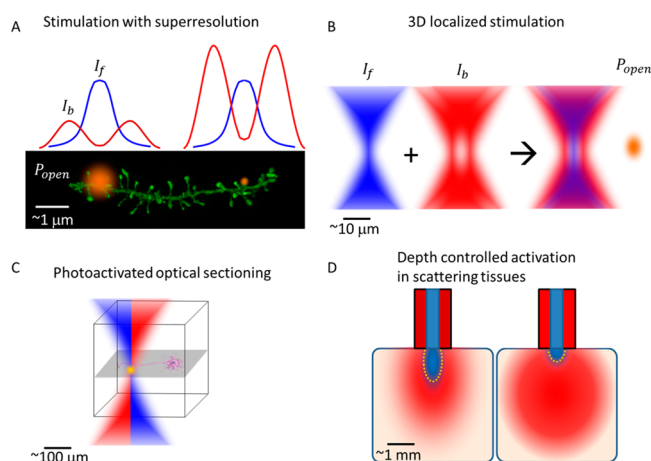 A
Stimulation with superresolution
I_f
I_b
P_open
~1 μm
B
3D localized stimulation
I_f
I_b
P_open
+
~10 μm
C
Photoactivated optical sectioning
~100 μm
D
Depth controlled activation
in scattering tissues
~1 mm